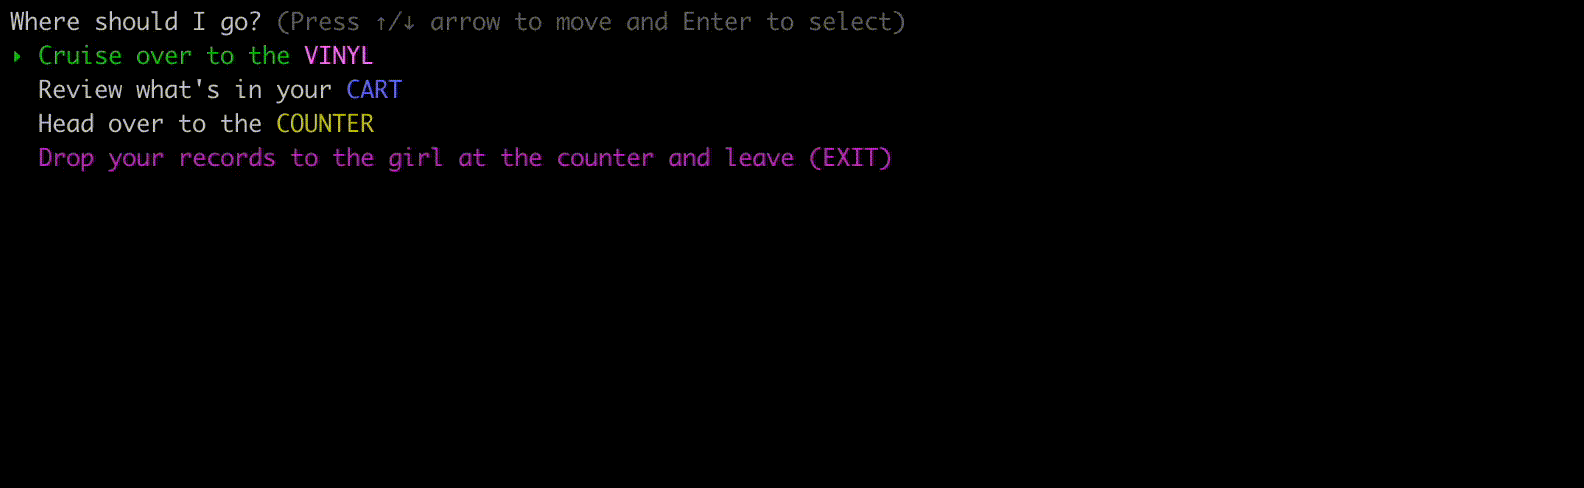 Where should I go? (Press ↑/↓ arrow to move and Enter to select)
‣ Cruise over to the VINYL
Review what's in your CART
Head over to the COUNTER
Drop your records to the girl at the counter and leave (EXIT)